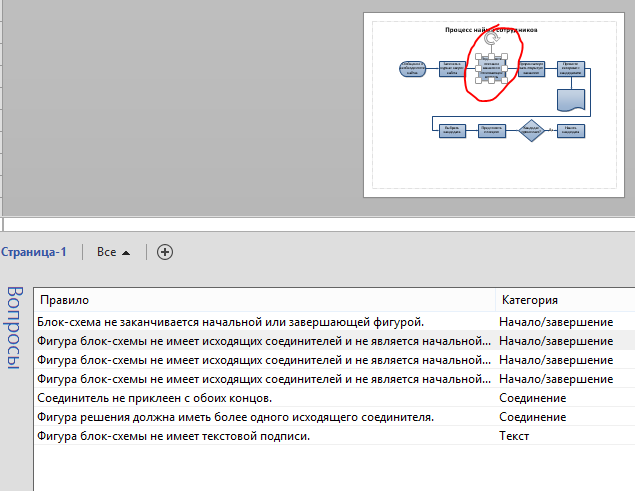 Процесс найма сотрудников
Страница-1
Все
Вопросы
Правило Категория
Блок-схема не заканчивается начальной или завершающей фигурой. Начало/завершение
Фигура блок-схемы не имеет исходящих соединителей и не является начальной... Начало/завершение
Фигура блок-схемы не имеет исходящих соединителей и не является начальной... Начало/завершение
Фигура блок-схемы не имеет исходящих соединителей и не является начальной... Начало/завершение
Соединитель не приклеен с обоих концов. Соединение
Фигура решения должна иметь более одного исходящего соединителя. Соединение
Фигура блок-схемы не имеет текстовой подписи. Текст